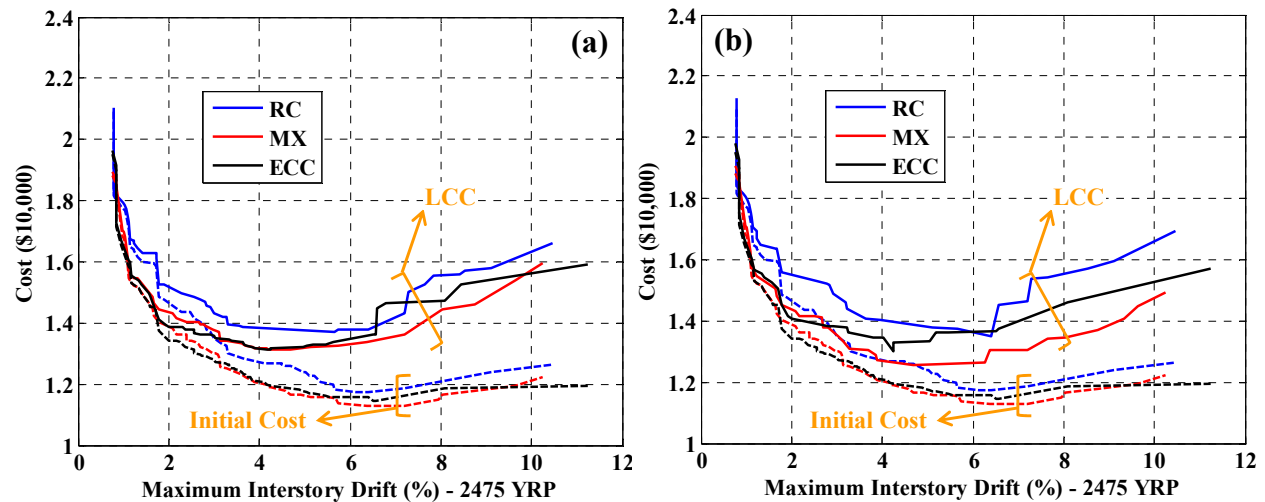 2.4
2.2
2
1.8
1.6
1.4
1.2
1
Cost ($10,000)
(a)
RC
MX
ECC
LCC
Initial Cost
0 2 4 6 8 10 12
Maximum Interstory Drift (%) - 2475 YRP
2.4
2.2
2
1.8
1.6
1.4
1.2
1
Cost ($10,000)
(b)
RC
MX
ECC
LCC
Initial Cost
0 2 4 6 8 10 12
Maximum Interstory Drift (%) - 2475 YRP